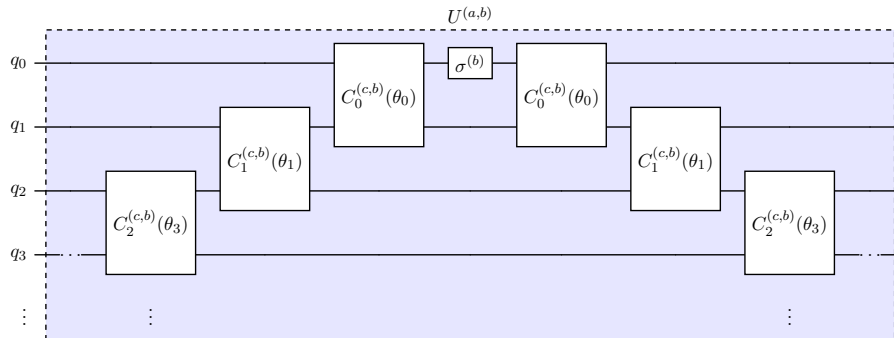 U^{(a,b)}
q_0 C_0^{(c,b)}(θ_0) σ^{(b)} C_0^{(c,b)}(θ_0)
q_1 C_1^{(c,b)}(θ_1) C_1^{(c,b)}(θ_1)
q_2 C_2^{(c,b)}(θ_3) C_2^{(c,b)}(θ_3)
q_3 ... ...
⋮ ⋮ ⋮